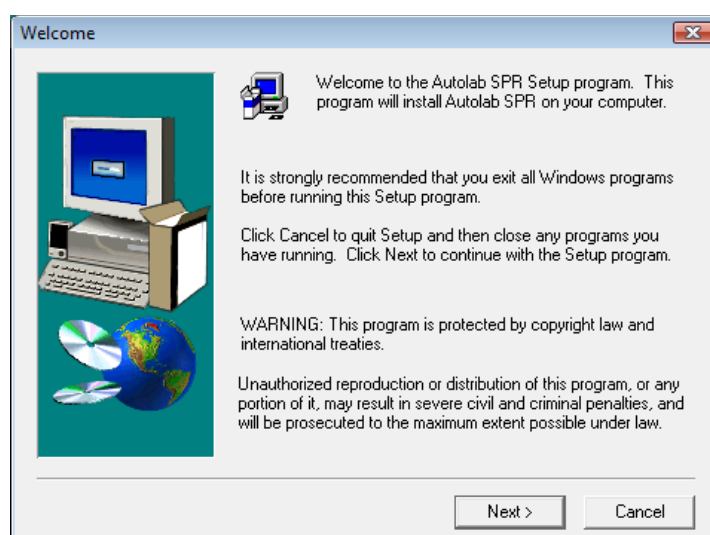 Welcome
Welcome to the Autolab SPR Setup program.  This
program will install Autolab SPR on your computer.
It is strongly recommended that you exit all Windows programs
before running this Setup program.
Click Cancel to quit Setup and then close any programs you
have running.  Click Next to continue with the Setup program.
WARNING: This program is protected by copyright law and
international treaties.
Unauthorized reproduction or distribution of this program, or any
portion of it, may result in severe civil and criminal penalties, and
will be prosecuted to the maximum extent possible under law.
Next >
Cancel